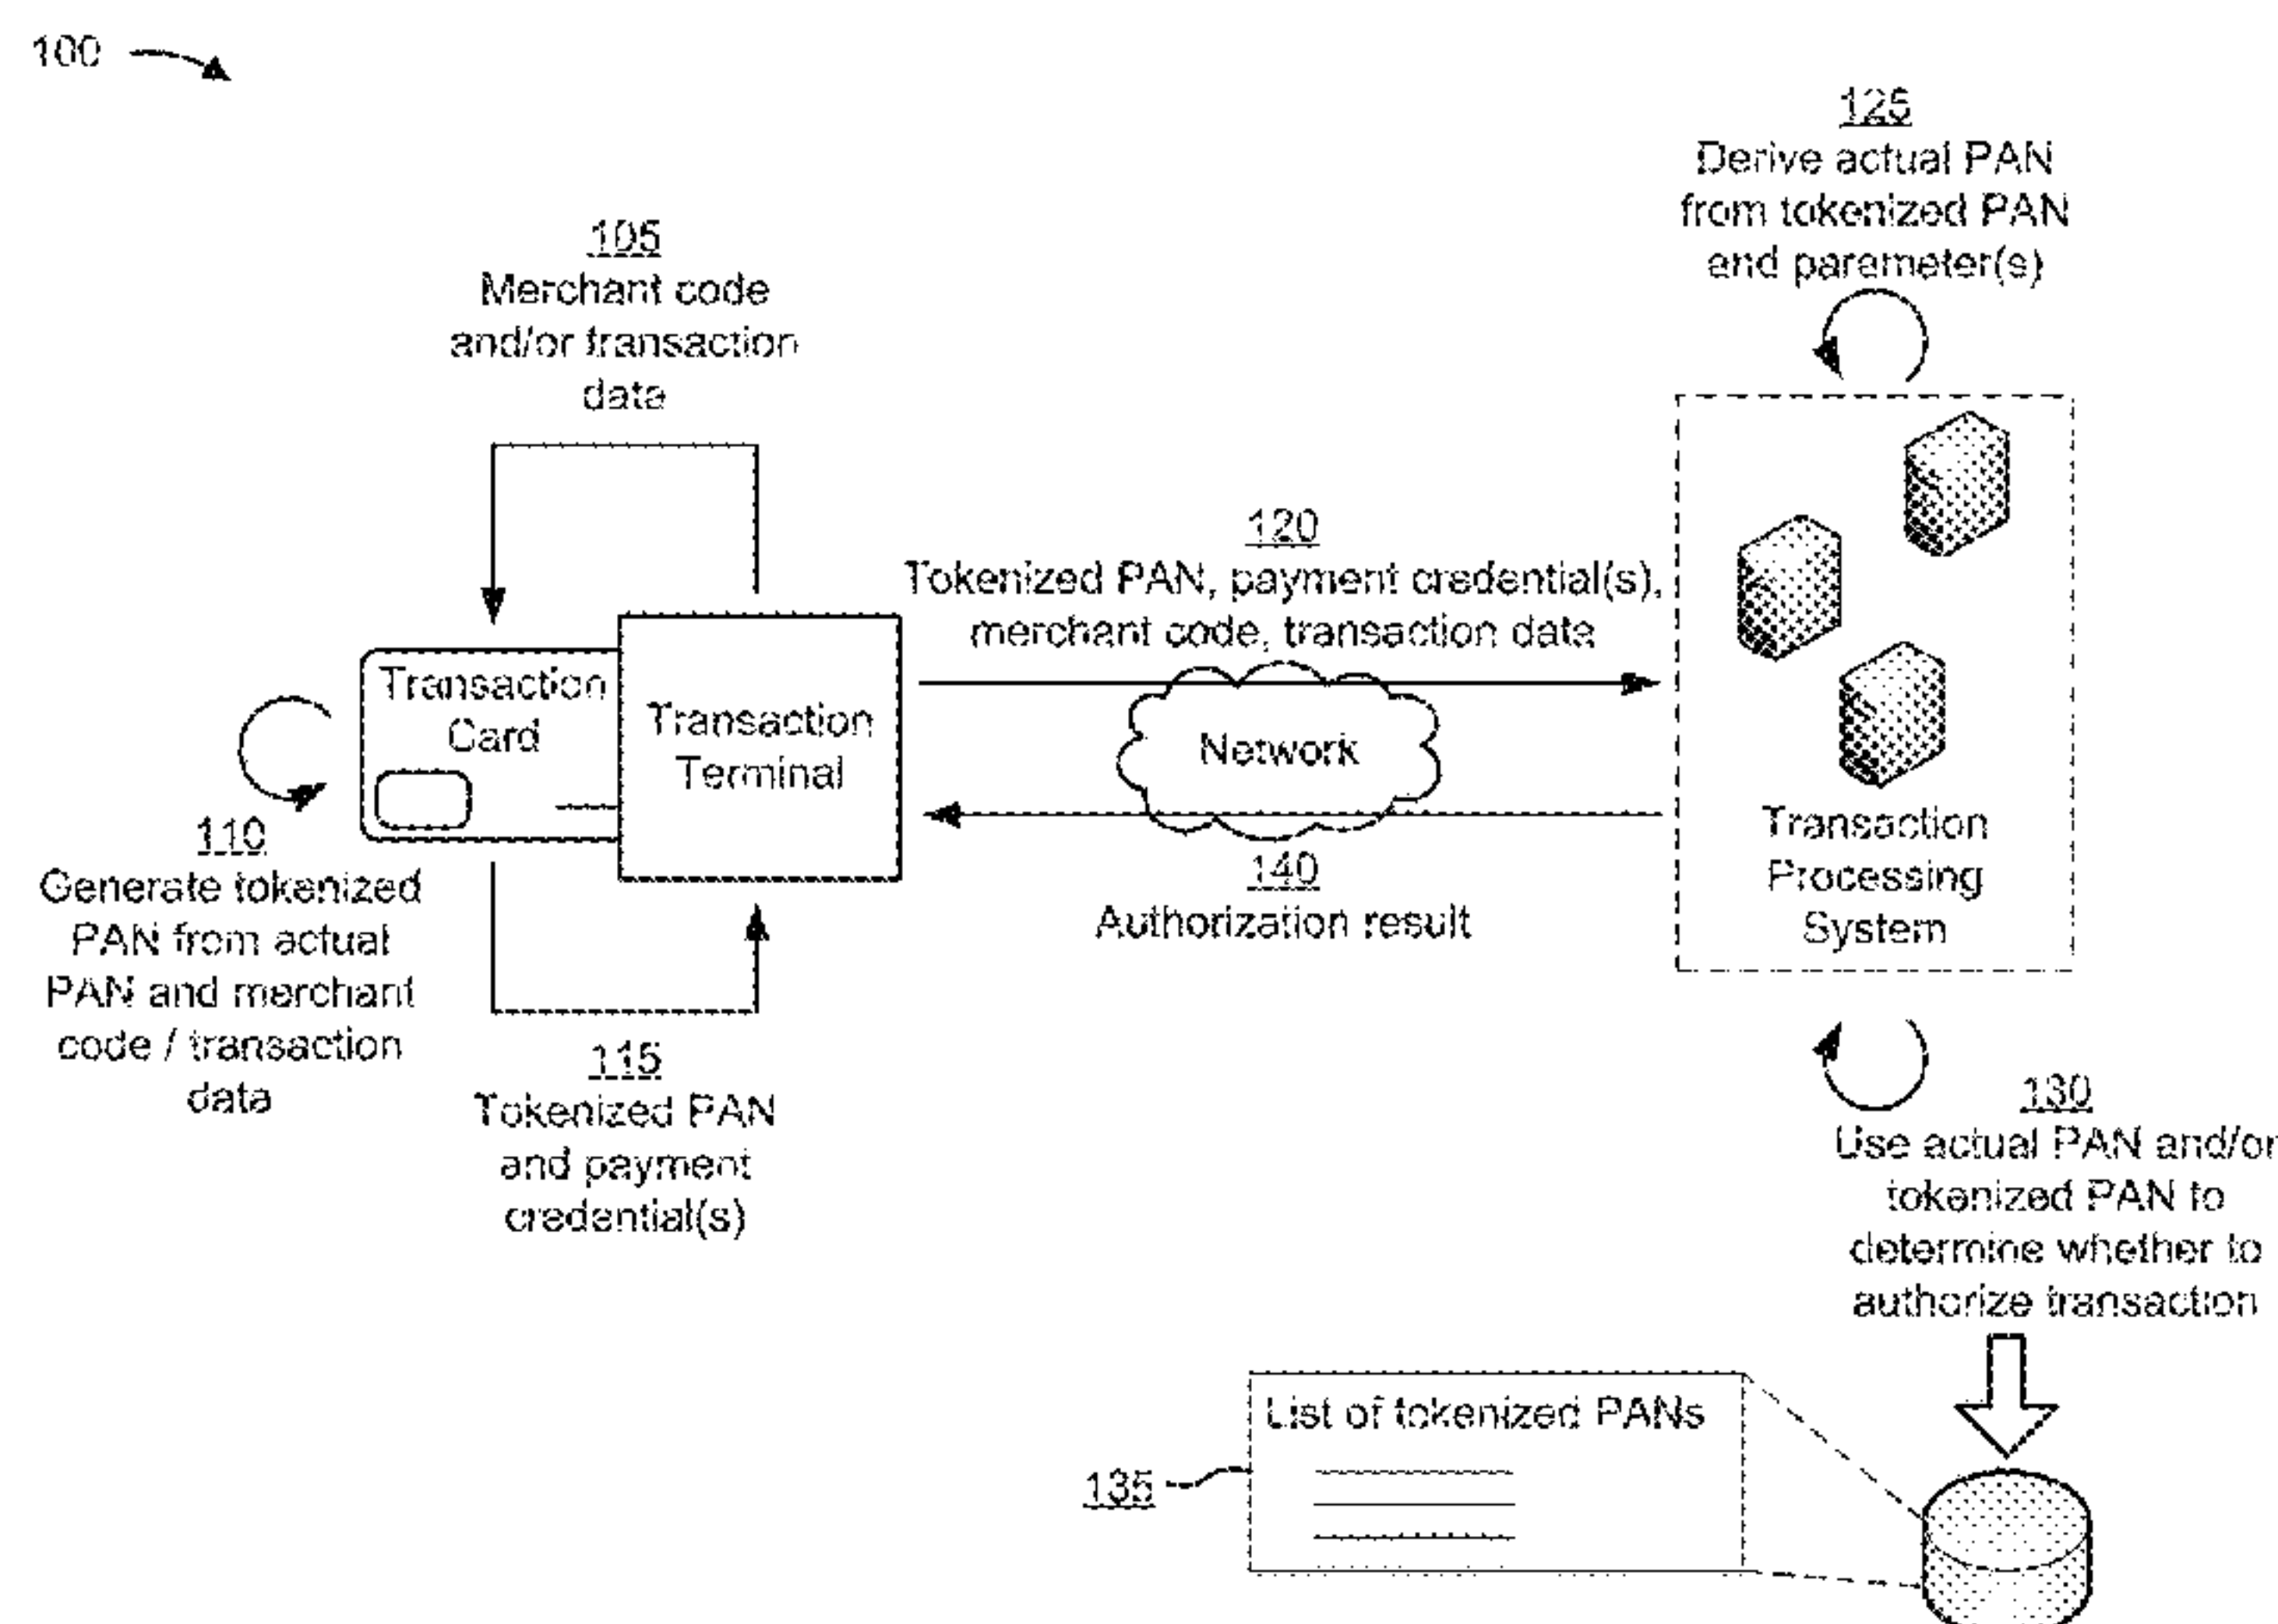 100
105
Merchant code
and/or transaction
data
125
Derive actual PAN
from tokenized PAN
and parameter(s)
120
Tokenized PAN, payment credential(s),
merchant code, transaction data
Transaction
Card
Transaction
Terminal
Network
110
Generate tokenized
PAN from actual
PAN and merchant
code / transaction
data
115
Tokenized PAN
and payment
credential(s)
140
Authorization result
Transaction
Processing
System
130
Use actual PAN and/or
tokenized PAN to
determine whether to
authorize transaction
List of tokenized PANs
135